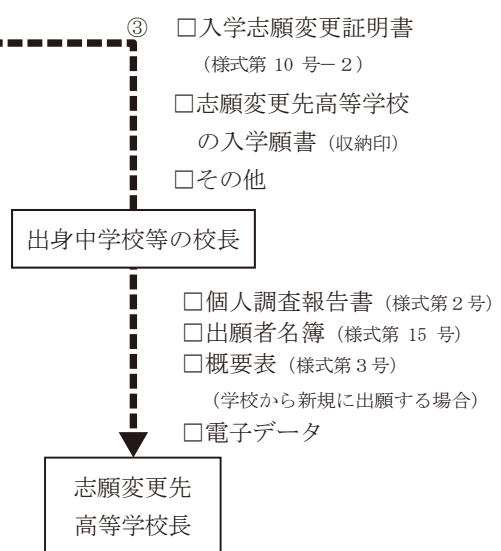 ③ □入学志願変更証明書
（様式第 10 号－２）
□志願変更先高等学校
の入学願書（収納印）
□その他
出身中学校等の校長
□個人調査報告書（様式第２号）
□出願者名簿（様式第 15 号）
□概要表（様式第３号）
（学校から新規に出願する場合）
□電子データ
志願変更先
高等学校長